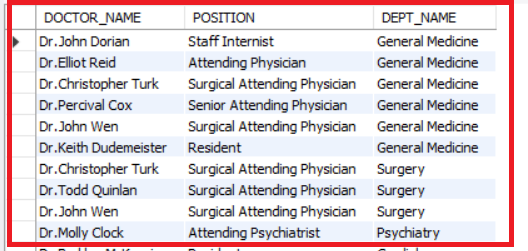 DOCTOR_NAME POSITION DEPT_NAME
Dr.John Dorian Staff Internist General Medicine
Dr.Elliot Reid Attending Physician General Medicine
Dr.Christopher Turk Surgical Attending Physician General Medicine
Dr.Percival Cox Senior Attending Physician General Medicine
Dr.John Wen Surgical Attending Physician General Medicine
Dr.Keith Dudemeister Resident General Medicine
Dr.Christopher Turk Surgical Attending Physician Surgery
Dr.Todd Quinlan Surgical Attending Physician Surgery
Dr.John Wen Surgical Attending Physician Surgery
Dr.Molly Clock Attending Psychiatrist Psychiatry